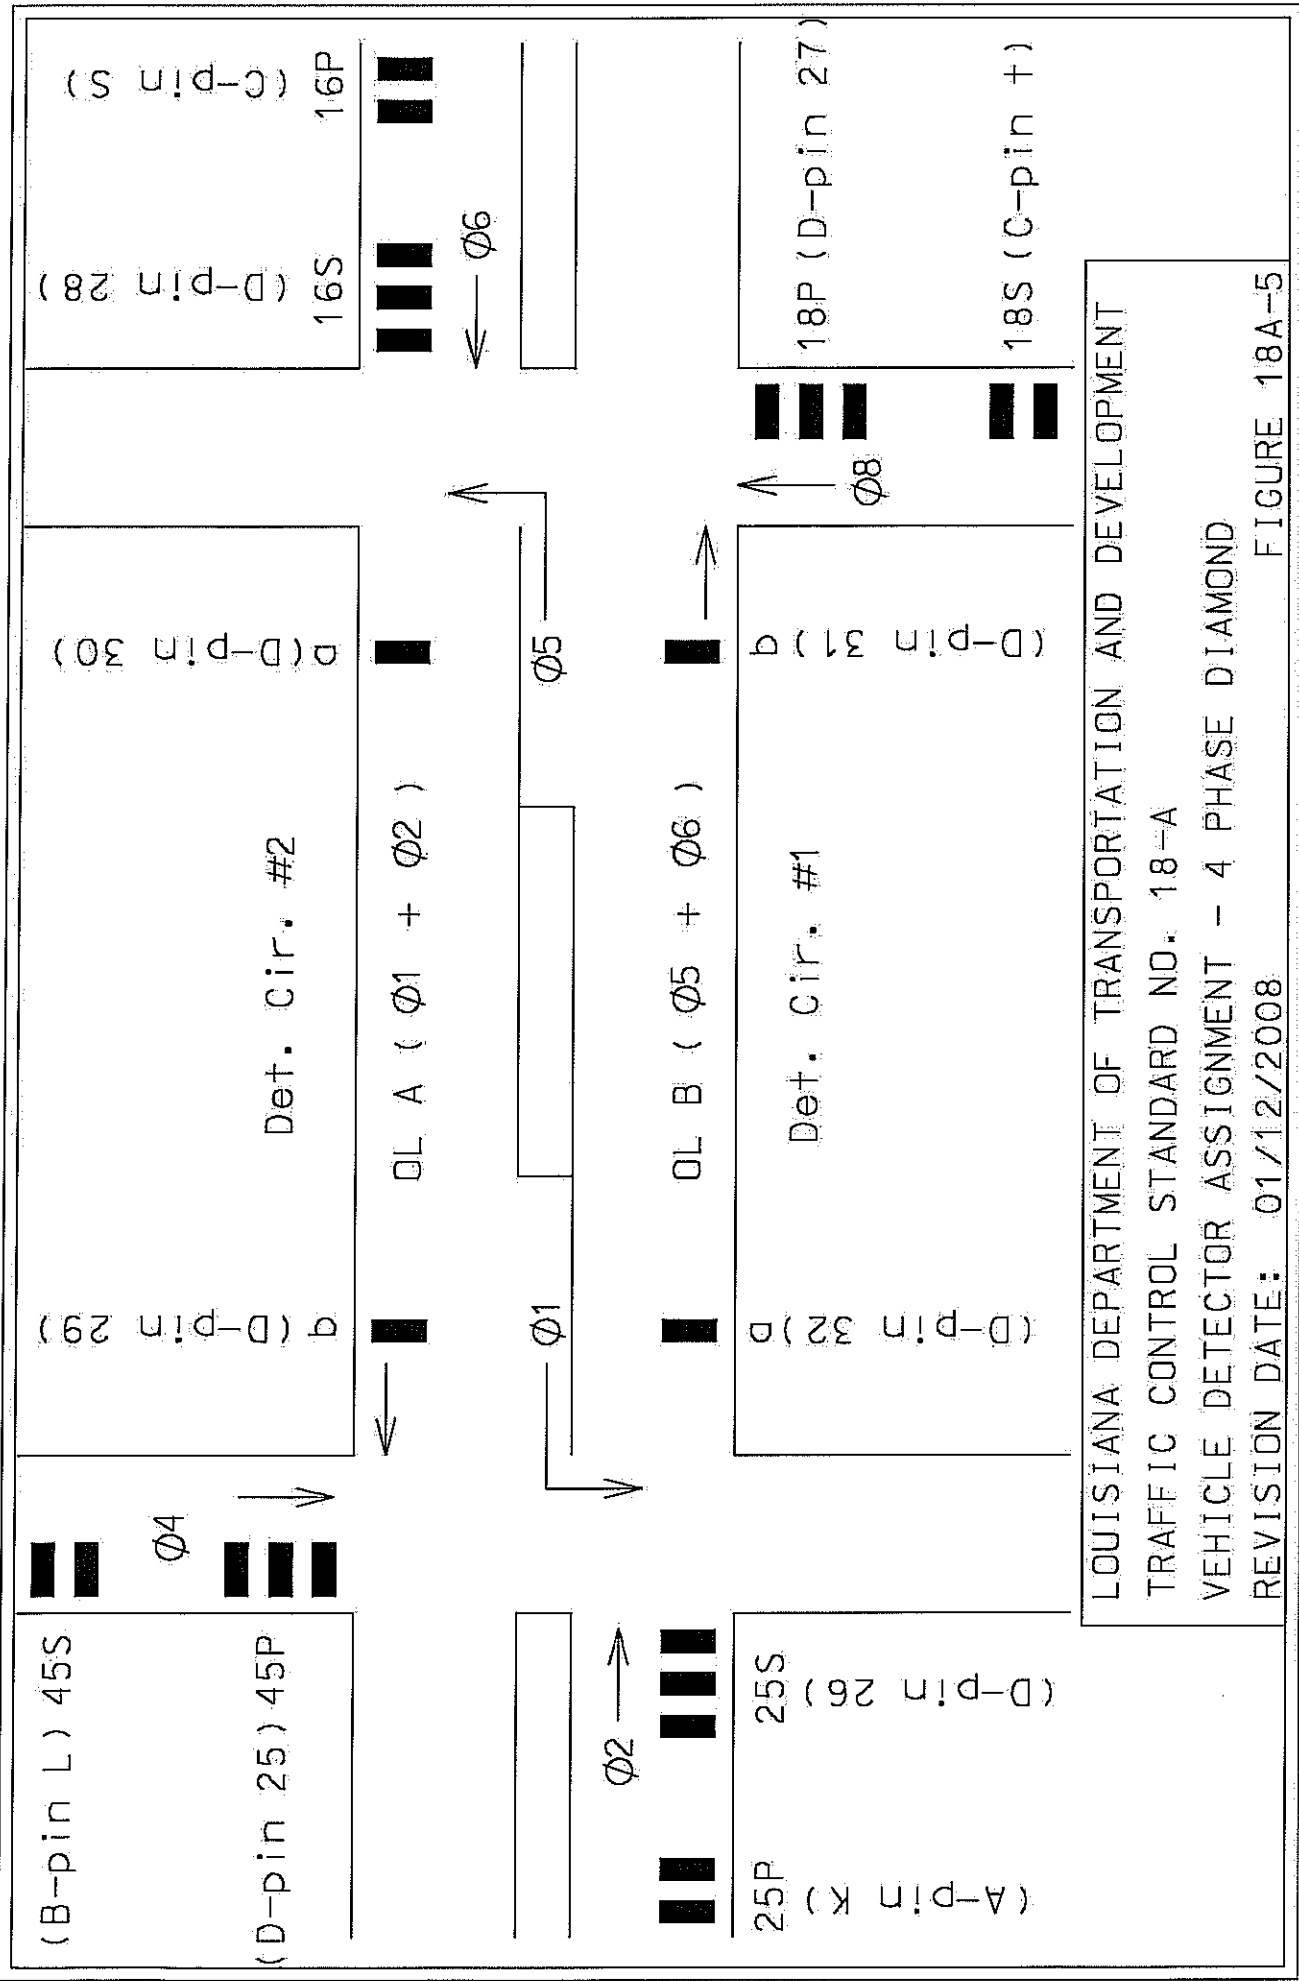 (B-pin L) 45S
(D-pin 25) 45P
Ø4
b (D-pin 29)
a(D-pin 30)
Det. Cir. #2
(D-pin 28)
16S
(C-pin S)
16P
OL A ( Ø1 + Ø2 )
Ø6
Ø1
Ø5
Ø2
OL B ( Ø5 + Ø6 )
25P
(A-pin K)
25S
(D-pin 26)
(D-pin 32)a
Det. Cir. #1
(D-pin 31)b
Ø8
18P (D-pin 27)
18S (C-pin t)
LOUISIANA DEPARTMENT OF TRANSPORTATION AND DEVELOPMENT
TRAFFIC CONTROL STANDARD NO. 18-A
VEHICLE DETECTOR ASSIGNMENT - 4 PHASE DIAMOND
REVISION DATE: 01/12/2008 FIGURE 18A-5